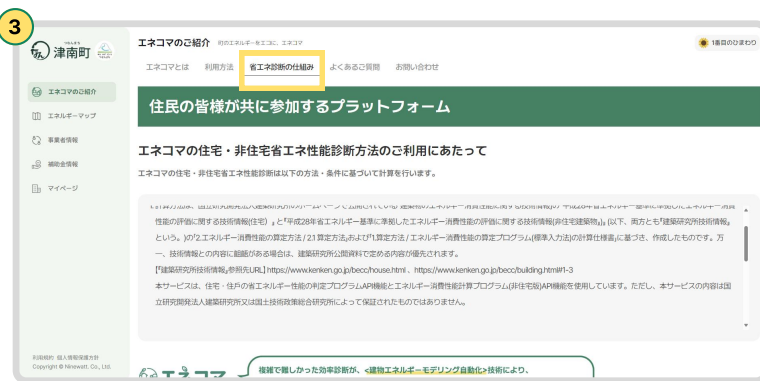 3
つなんまち
津南町
エネコマのご紹介
エネルギーマップ
事業者情報
補助金情報
マイページ
利用規約 個人情報保護方針
Copyright © Ninewatt. Co., Ltd.
エネコマのご紹介 町のエネルギーをエコに、エネコマ
1番目のひまわり
エネコマとは 利用方法 省エネ診断の仕組み よくあるご質問 お問い合わせ
住民の皆様が共に参加するプラットフォーム
エネコマの住宅・非住宅省エネ性能診断方法のご利用にあたって
エネコマの住宅・非住宅省エネ性能診断は以下の方法・条件に基づいて計算を行います。
性能の評価に関する技術情報(住宅)』と『平成28年省エネルギー基準に準拠したエネルギー消費性能の評価に関する技術情報(非住宅建築物)』(以下、両方とも『建築研究所技術情報』
という。)の「2.エネルギー消費性能の算定方法 / 2.1 算定方法」および「1.算定方法 / エネルギー消費性能の算定プログラム(標準入力法)の計算仕様書」に基づき、作成したものです。万
一、技術情報との内容に齟齬がある場合は、建築研究所公開資料で定める内容が優先されます。
【『建築研究所技術情報』参照先URL】 https://www.kenken.go.jp/becc/house.html 、https://www.kenken.go.jp/becc/building.html#1-3
本サービスは、住宅・住戸の省エネルギー性能の判定プログラムAPI機能とエネルギー消費性能計算プログラム(非住宅版)API機能を使用しています。ただし、本サービスの内容は国
立研究開発法人建築研究所又は国土技術政策総合研究所によって保証されたものではありません。
エネコマ
複雑で難しかった効率診断が、<建物エネルギーモデリング自動化>技術により、